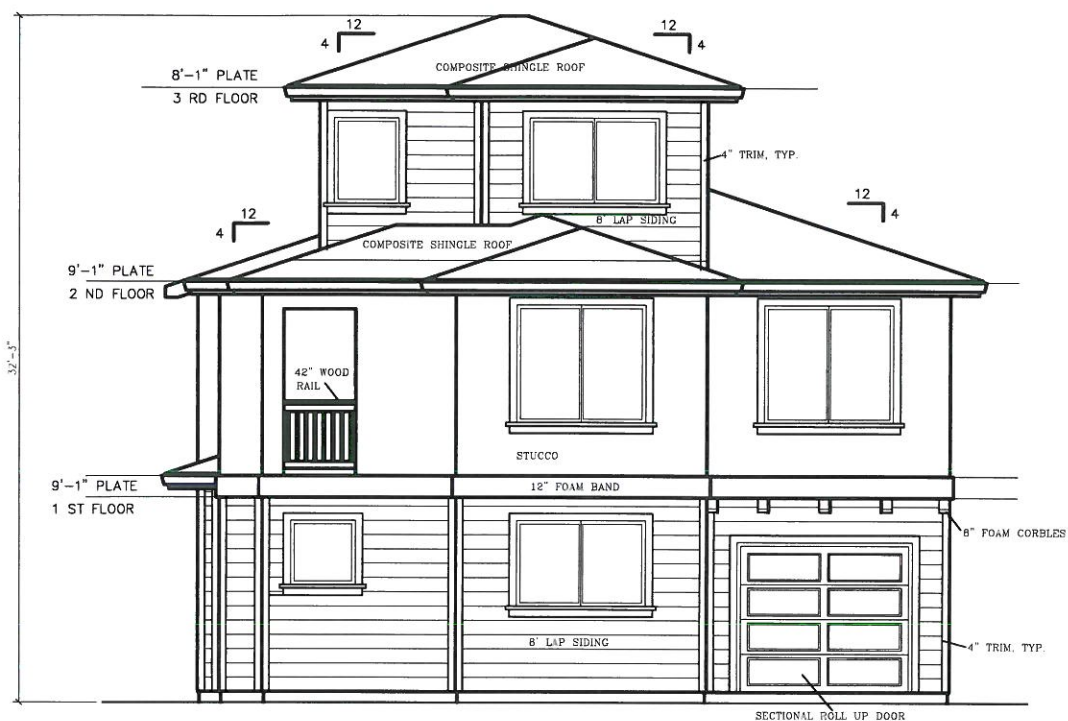 12
4
12
4
COMPOSITE SHINGLE ROOF
8'-1" PLATE
3 RD FLOOR
4" TRIM, TYP.
12
4
12
4
8' LAP SIDING
COMPOSITE SHINGLE ROOF
9'-1" PLATE
2 ND FLOOR
32'-3"
42" WOOD
RAIL
STUCCO
9'-1" PLATE
12" FOAM BAND
1 ST FLOOR
8" FOAM CORBLES
8' LAP SIDING
4" TRIM, TYP.
SECTIONAL ROLL UP DOOR